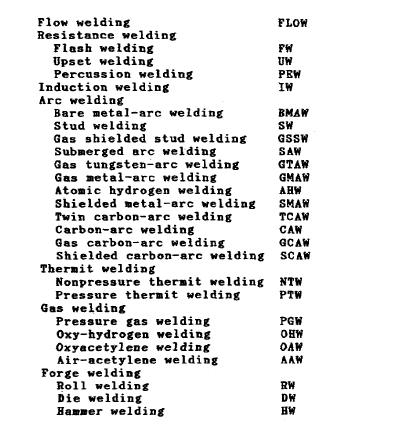 Flow welding FLOW
Resistance welding
Flash welding FW
Upset welding UW
Percussion welding PEW
Induction welding IW
Arc welding
Bare metal-arc welding BMAW
Stud welding SW
Gas shielded stud welding GSSW
Submerged arc welding SAW
Gas tungsten-arc welding GTAW
Gas metal-arc welding GMAW
Atomic hydrogen welding AHW
Shielded metal-arc welding SMAW
Twin carbon-arc welding TCAW
Carbon-arc welding CAW
Gas carbon-arc welding GCAW
Shielded carbon-arc welding SCAW
Thermit welding
Nonpressure thermit welding NTW
Pressure thermit welding PTW
Gas welding
Pressure gas welding PGW
Oxy-hydrogen welding OHW
Oxyacetylene welding OAW
Air-acetylene welding AAW
Forge welding
Roll welding RW
Die welding DW
Hammer welding HW